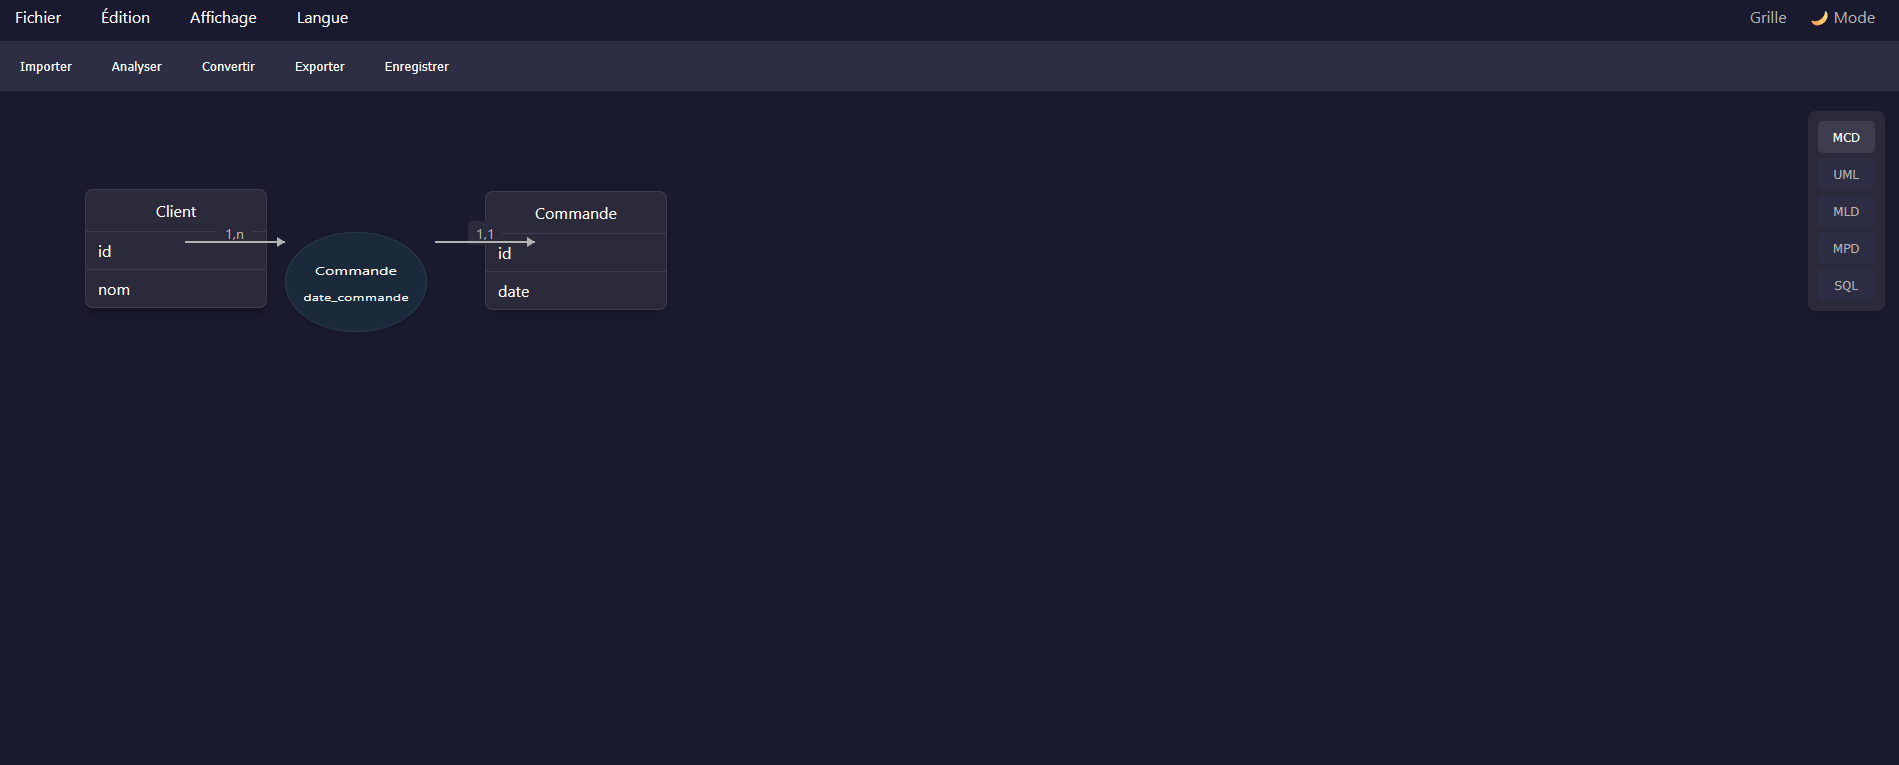 Fichier Édition Affichage Langue Grille 🌙 Mode
Importer Analyser Convertir Exporter Enregistrrer
MCD
UML
MLD
MPD
SQL
Client
1,n
id
nom
Commande
date_commande
Commande
1,1
id
date